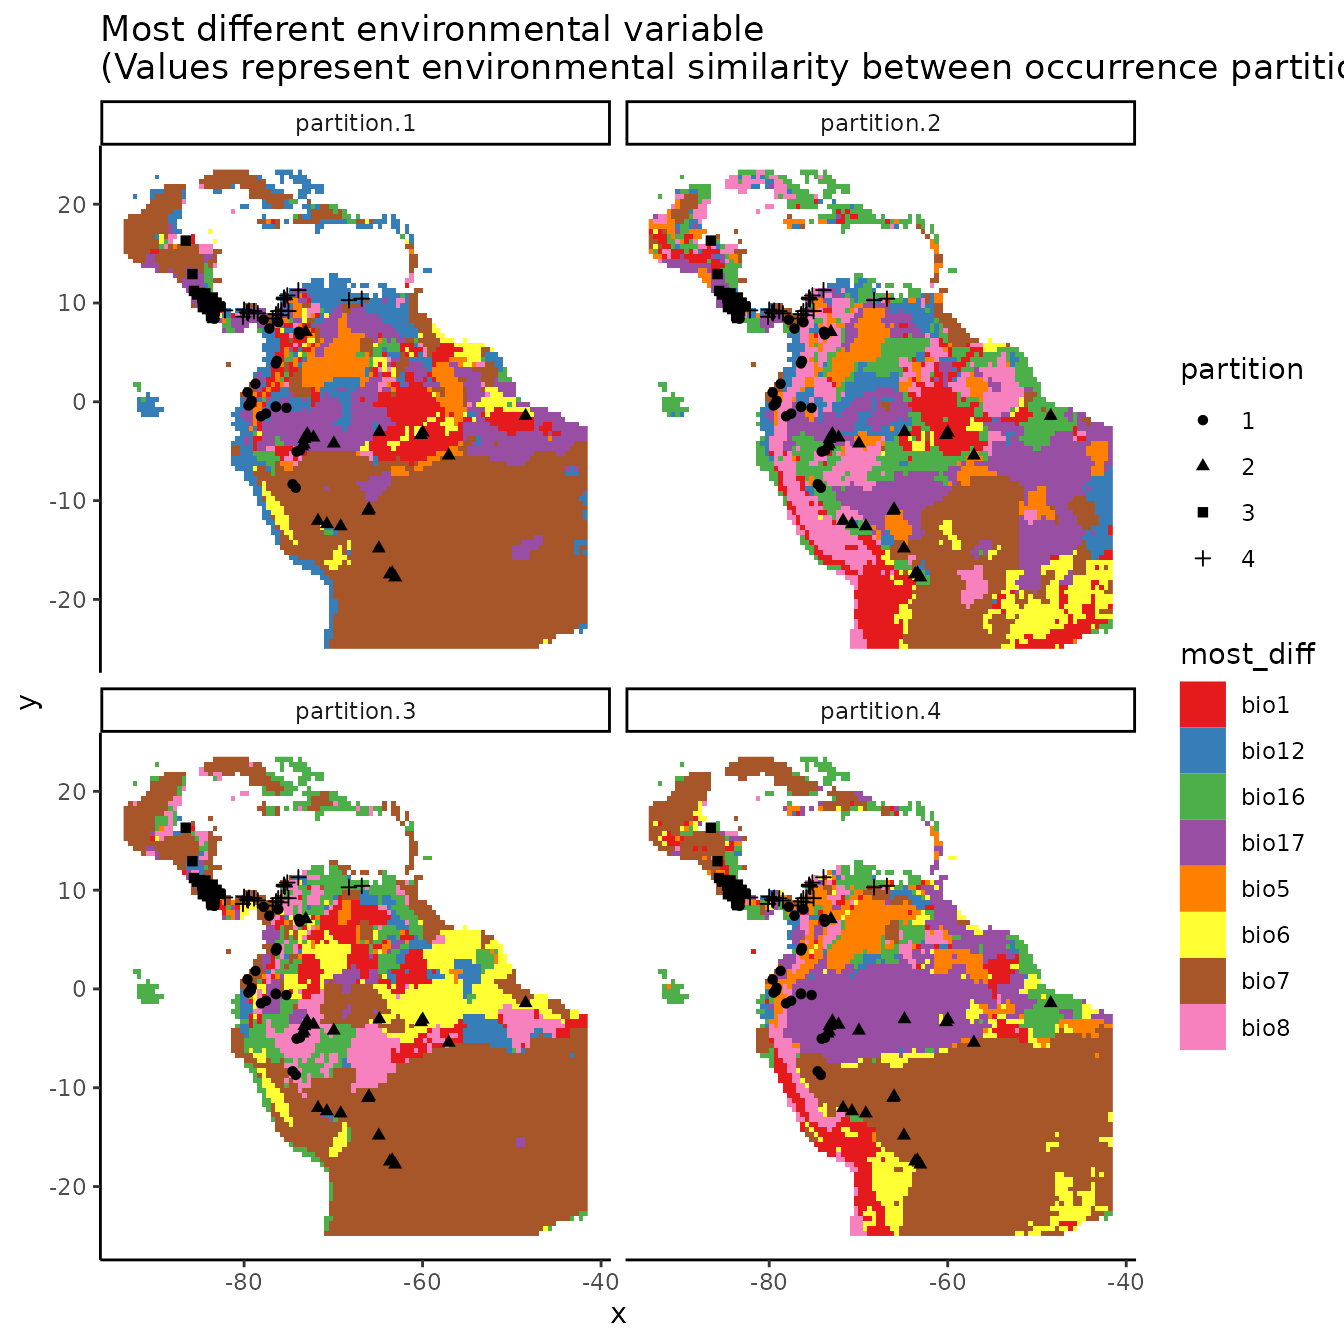 Most different environmental variable
(Values represent environmental similarity between occurrence
partition.1
partition.2
20
10
0
-10
-20
partition.3
partition.4
20
10
0
-10
-20
-80
-60
-40
-80
-60
-40
x
y
partition
1
2
3
4
most_diff
bio1
bio12
bio16
bio17
bio5
bio6
bio7
bio8